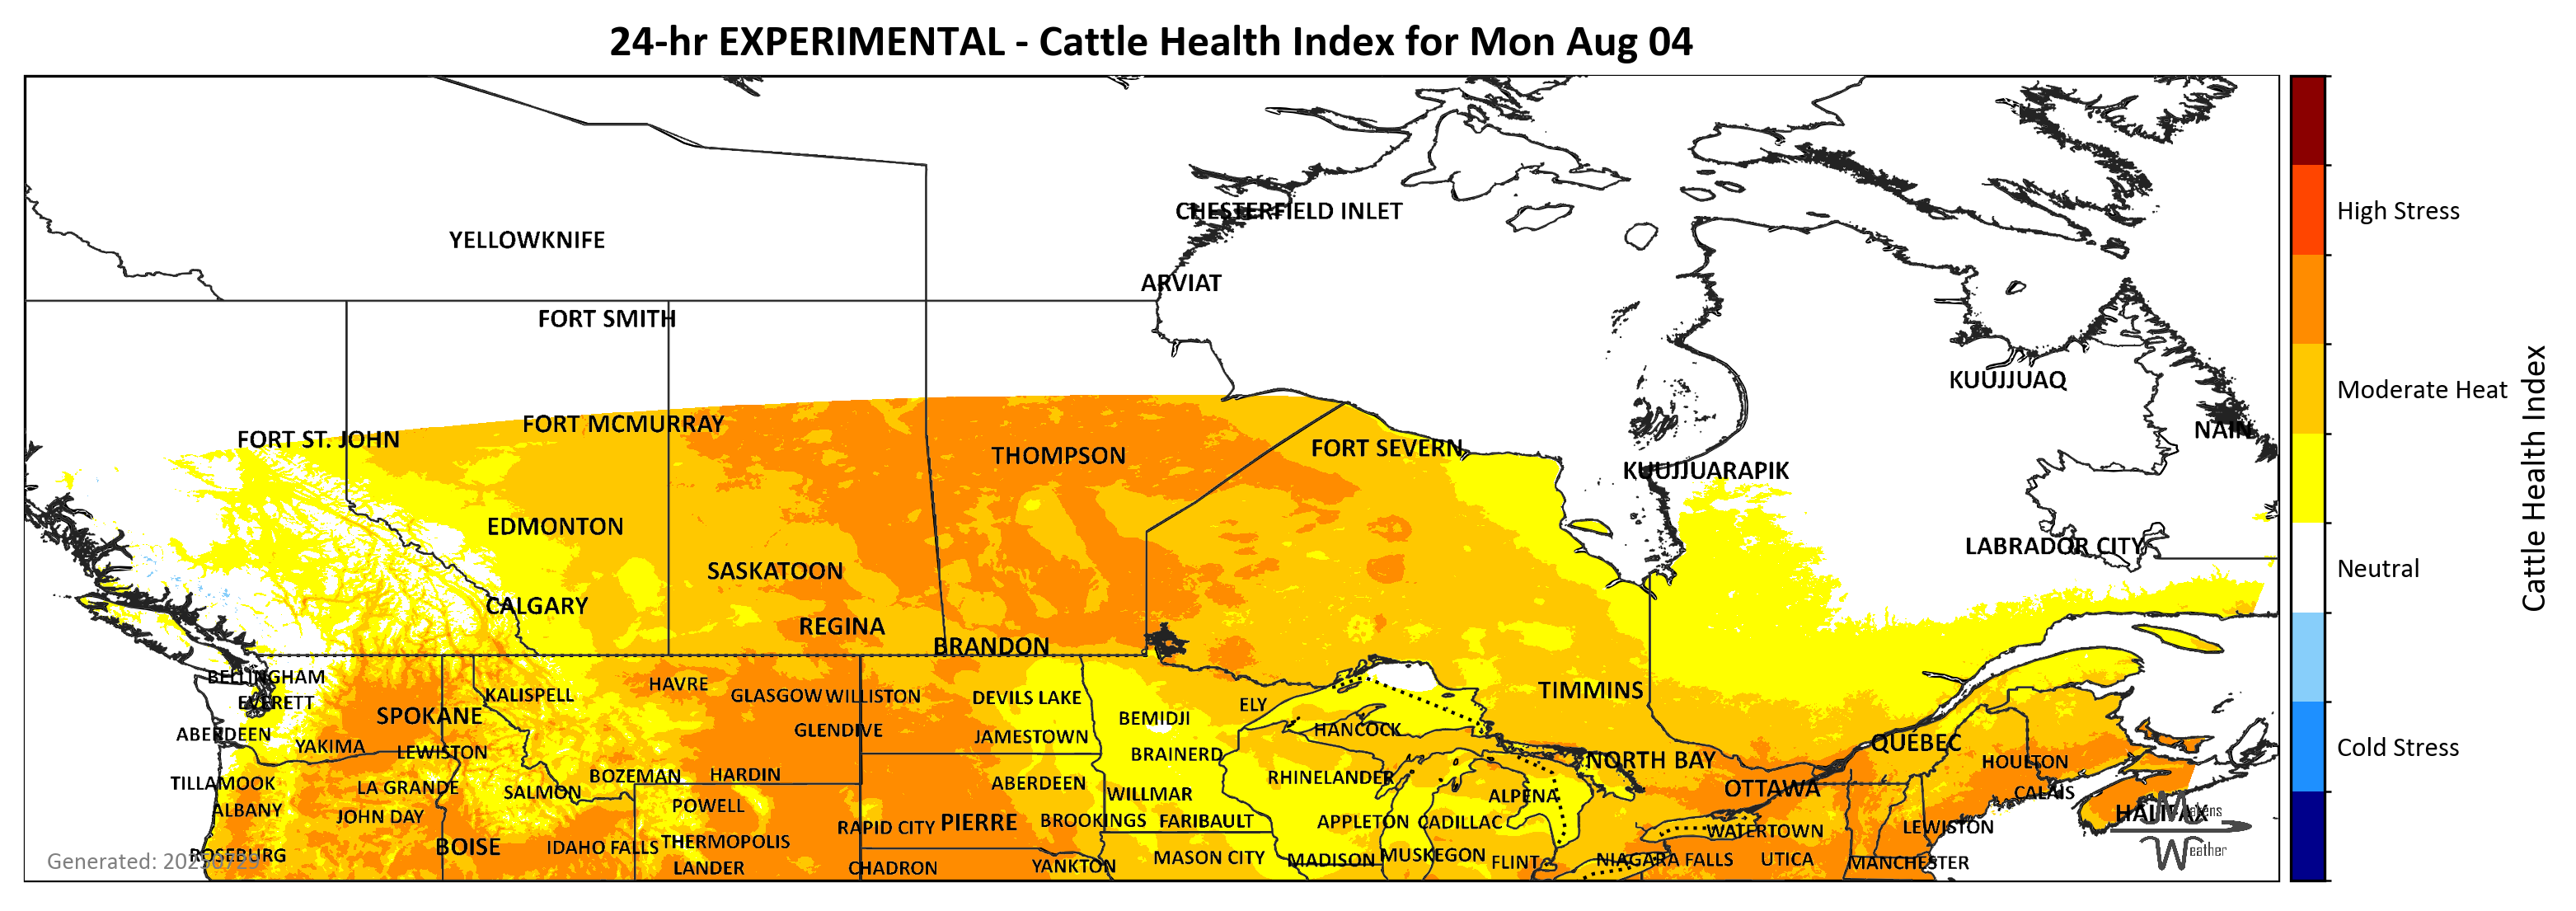 24-hr EXPERIMENTAL - Cattle Health Index for Mon Aug 04
CHESTERFIELD INLET
YELLOWKNIFE
ARVIAT
FORT SMITH
KUUJJUAQ
FORT MCMURRAY
NAIN
FORT ST. JOHN
FORT SEVERN
THOMPSON
KUUJJUARAPIK
EDMONTON
LABRADOR CITY
SASKATOON
CALGARY
REGINA
BRANDON
BELLINGHAM
HAVRE
TIMMINS
KALISPELL
GLASGOW WILLISTON
DEVILS LAKE
EVERETT
ELY
SPOKANE
BEMIDJI
GLENDIVE
HANCOCK
ABERDEEN
JAMESTOWN
QUEBEC
YAKIMA
LEWISTON
BRAINERD
NORTH BAY
HOULTON
BOZEMAN
HARDIN
RHINELANDER
TILLAMOOK
LA GRANDE
ABERDEEN
OTTAWA
SALMON
WILLMAR
ALPENA
CALAIS
POWELL
ALBANY
JOHN DAY
HALIFAX
Makens
Weather
RAPID CITY
PIERRE
BROOKINGS
FARIBAULT
APPLETON
CADILLAC
WATERTOWN
LEWISTON
BOISE
IDAHO FALLS
THERMOPOLIS
ROSEBURG
MASON CITY
MADISON
MUSKEGON
FLINT
NIAGARA FALLS
UTICA
MANCHESTER
LANDER
CHADRON
YANKTON
Generated: 20250729
High Stress
Moderate Heat
Neutral
Cold Stress
Cattle Health Index